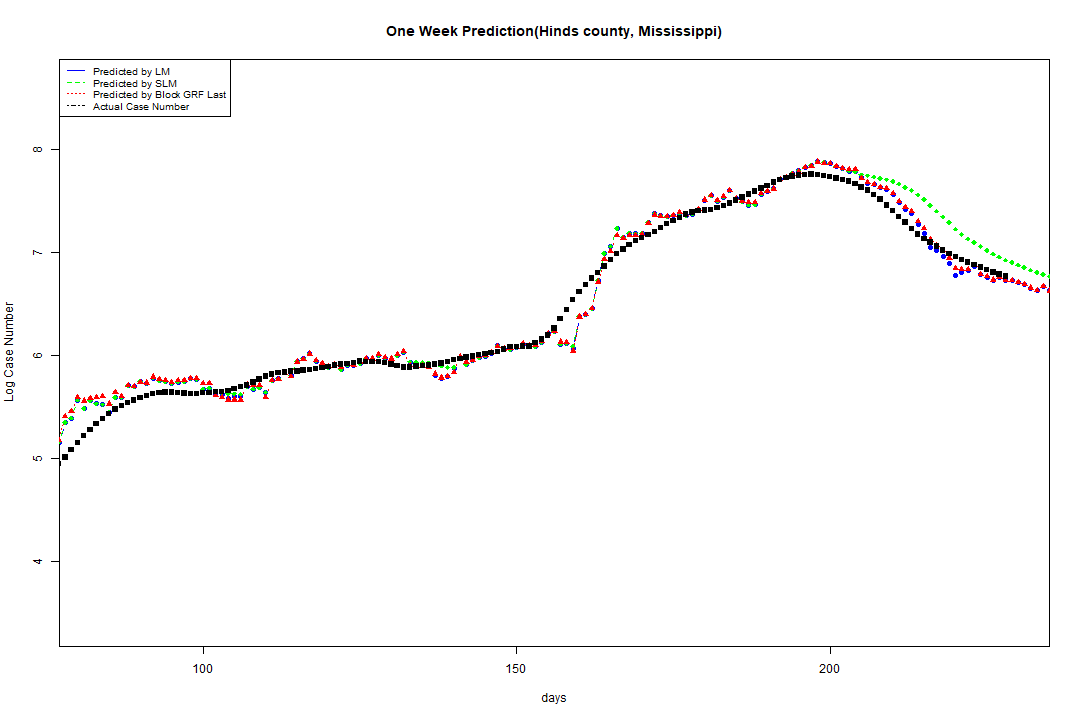 One Week Prediction(Hinds county, Mississippi)
Predicted by LM
Predicted by SLM
Predicted by Block GRF Last
Actual Case Number
8
7
6
5
4
Log Case Number
100 150 200
days